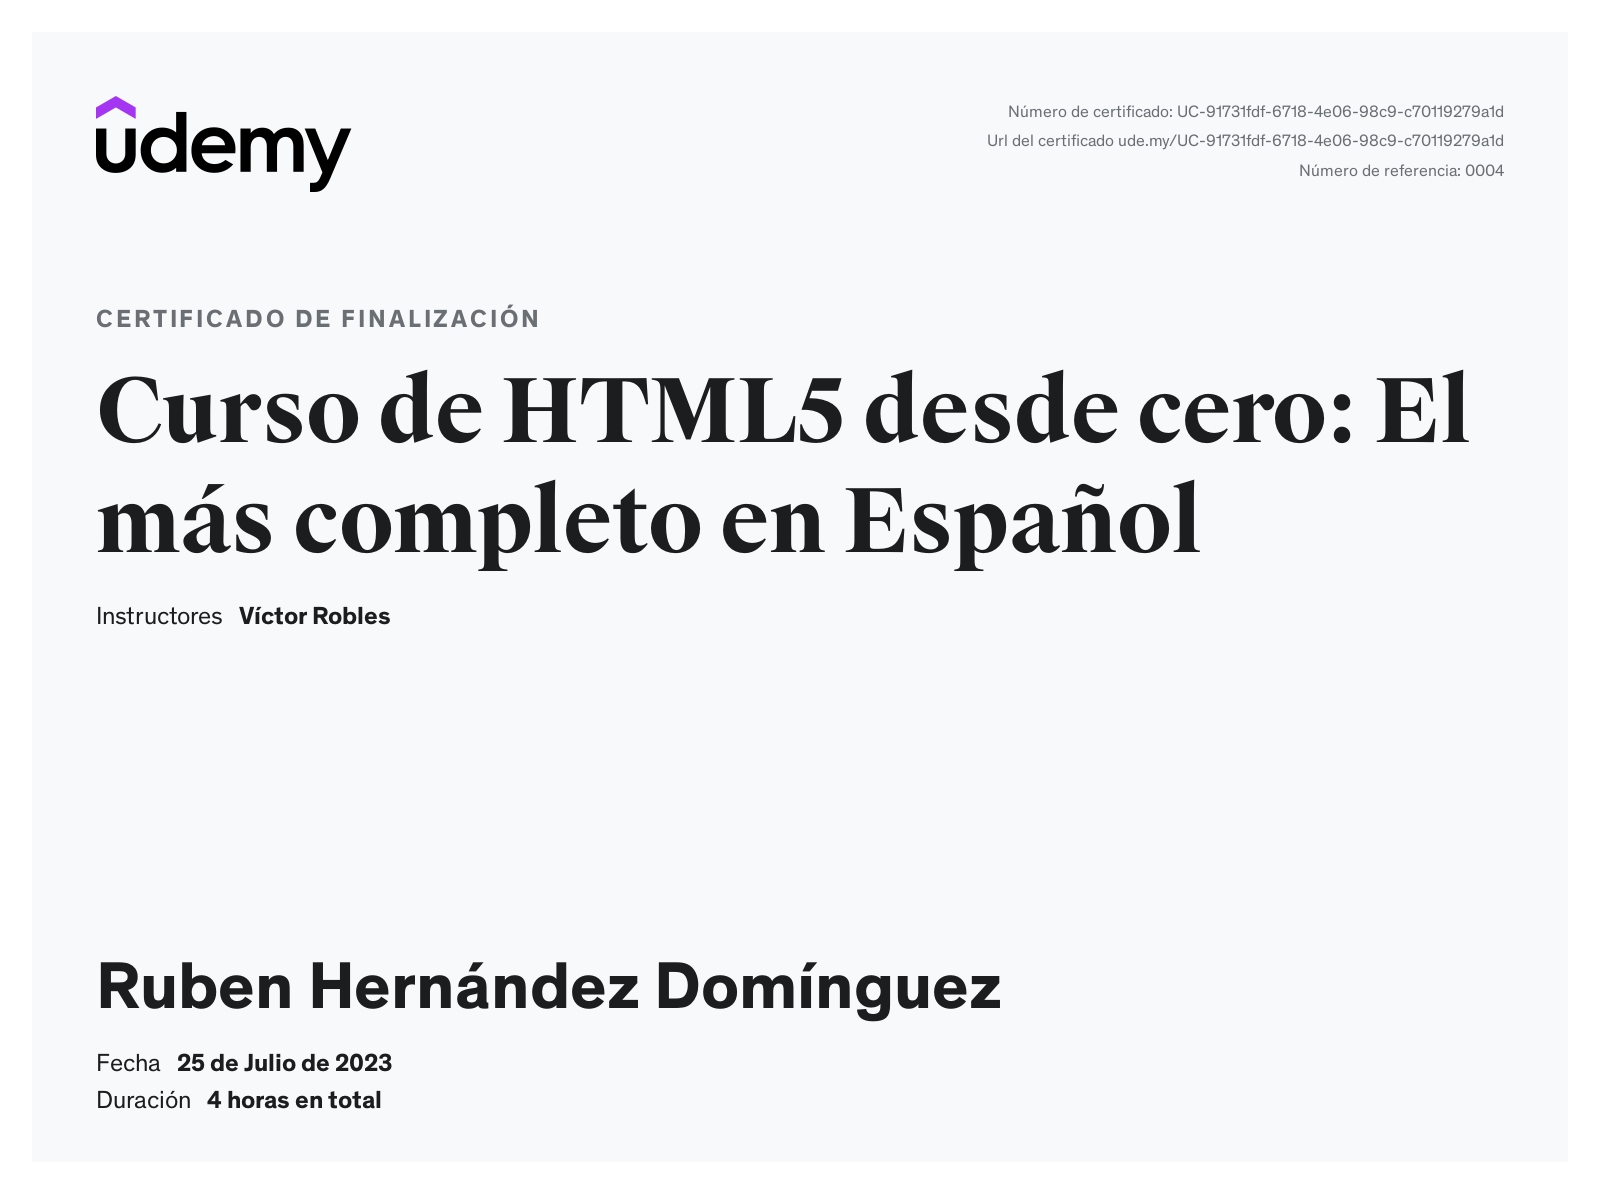 udemy
Número de certificado: UC-91731fdf-6718-4e06-98c9-c70119279a1d
Url del certificado ude.my/UC-91731fdf-6718-4e06-98c9-c70119279a1d
Número de referencia: 0004
CERTIFICADO DE FINALIZACIÓN
Curso de HTML5 desde cero: El
más completo en Español
Instructores Víctor Robles
Ruben Hernández Domínguez
Fecha 25 de Julio de 2023
Duración 4 horas en total